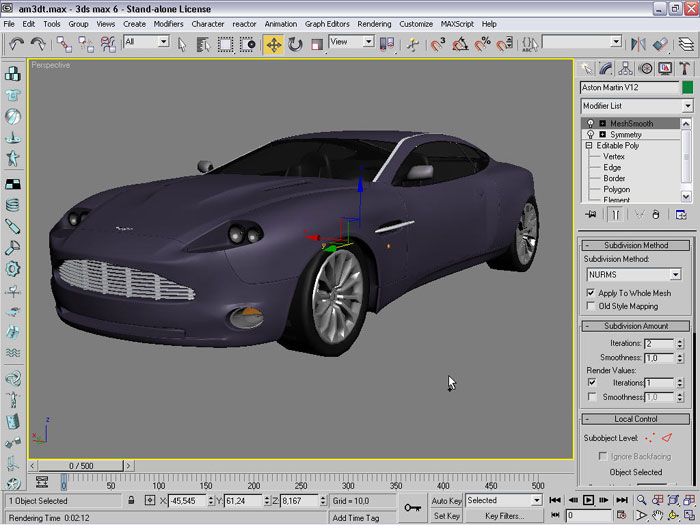 am3dt.max - 3ds max 6 - Stand-alone License
File Edit Tools Group Views Create Modifiers Character reactor Animation Graph Editors Rendering Customize MAXScript Help
All View
Perspective
Aston Martin V12
Modifier List
MeshSmooth
Symmetry
Editable Poly
Vertex
Edge
Border
Polygon
Element
Subdivision Method
Subdivision Method:
NURMS
Apply To Whole Mesh
Old Style Mapping
Subdivision Amount
Iterations: 2
Smoothness: 1,0
Render Values:
Iterations: 1
Smoothness: 1,0
Local Control
Subobject Level:
Ignore Backfacing
Object Selected
z
x
y
0 / 500
0 50 100 150 200 250 300 350 400 450 500
1 Object Selected X: -45,545 Y: 61,24 Z: 8,167 Grid = 10,0 Auto Key Selected
Rendering Time 0:02:12 Add Time Tag Set Key Key Filters... 0